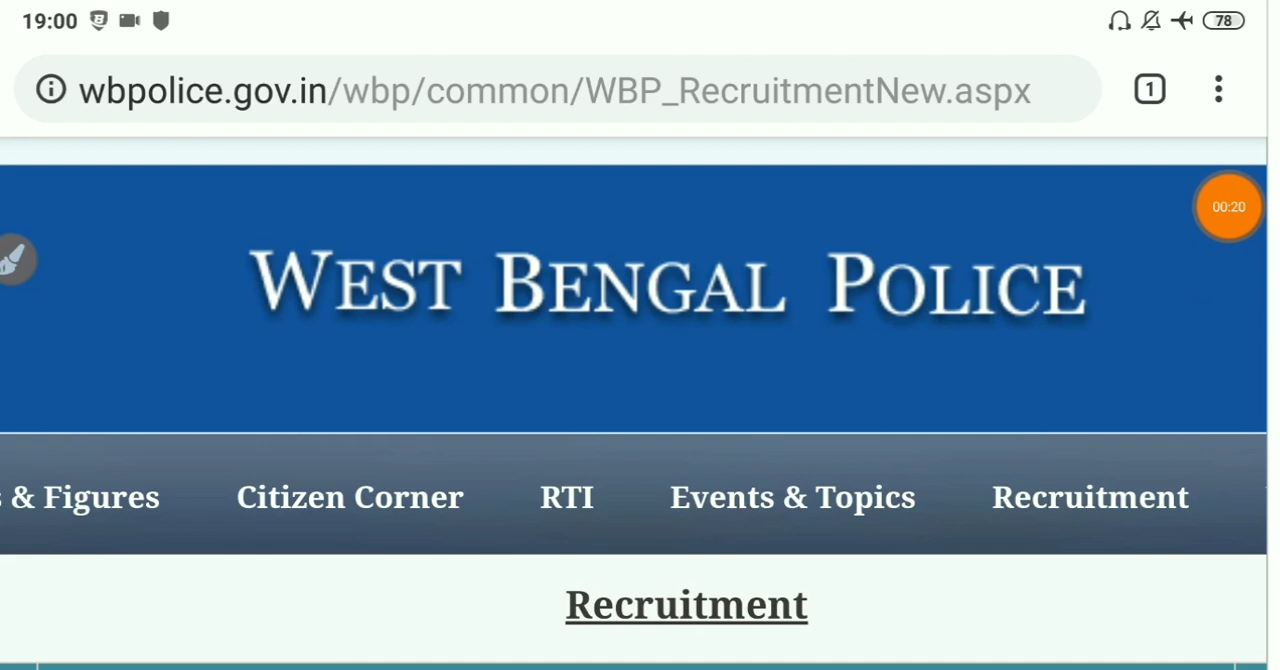 19:00
78
wbpolice.gov.in/wbp/common/WBP_RecruitmentNew.aspx
1
00:20
WEST BENGAL POLICE
& Figures Citizen Corner RTI Events & Topics Recruitment
Recruitment